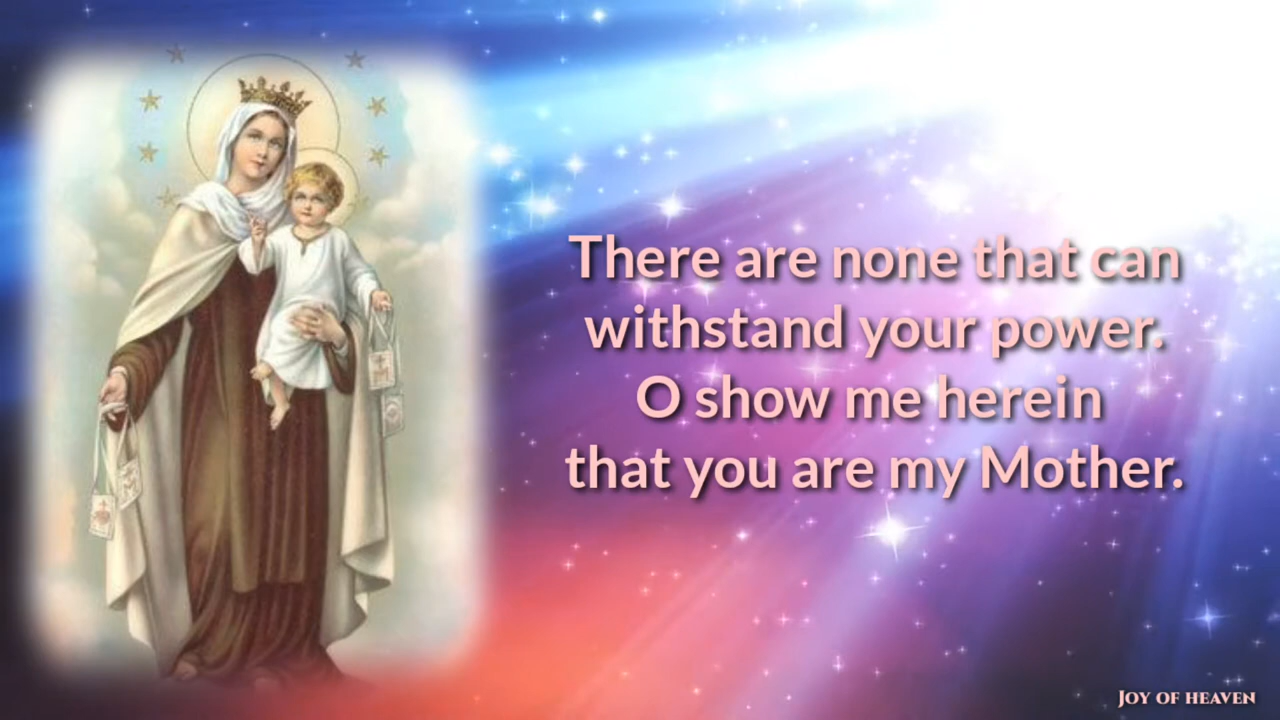 There are none that can
withstand your power.
O show me herein
that you are my Mother.
Joy of heaven